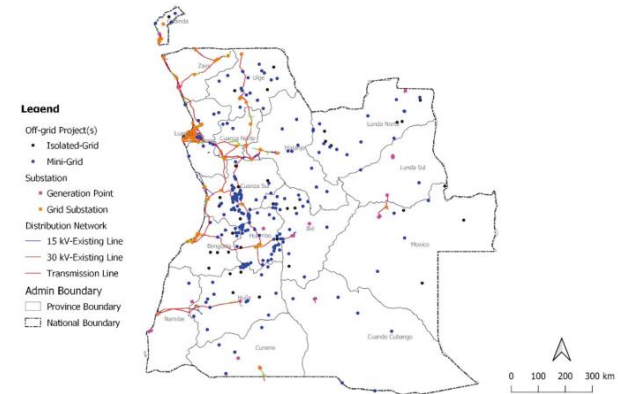 Cabinda
Zaire
Uige
Legend
Off-grid Project(s)
Isolated-Grid
Mini-Grid
Substation
Generation Point
Grid Substation
Distribution Network
15 kV-Existing Line
30 kV-Existing Line
Transmission Line
Admin Boundary
Province Boundary
National Boundary
Cuanza Norte
Malanje
Lunda Norte
Lunda Sul
Cuanza Sul
Huambo
Bie
Moxico
Huila
Namibe
Cunene
Cuando Cubango
0 100 200 300 km